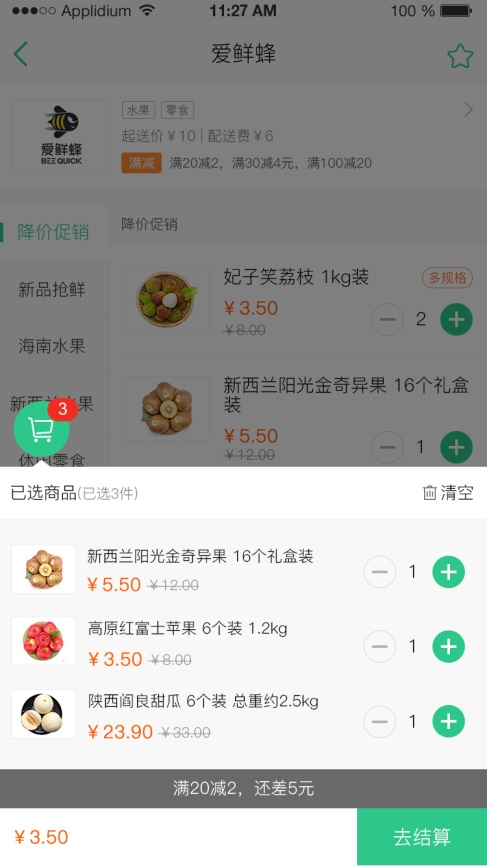 Applidium 11:27 AM 100 %
爱鲜蜂
水果 零食
爱鲜蜂
BEE QUICK
起送价￥10 | 配送费￥6
满减 满20减2，满30减4元，满100减20
降价促销
降价促销
妃子笑荔枝 1kg装 多规格
￥3.50
￥8.00
2
新品抢鲜
海南水果
新西兰阳光金奇异果 16个礼盒装
￥5.50
￥12.00
1
新西兰水果
3
休闲零食
已选商品(已选3件) 清空
新西兰阳光金奇异果 16个礼盒装
￥5.50 ￥12.00
1
高原红富士苹果 6个装 1.2kg
￥3.50 ￥8.00
1
陕西阎良甜瓜 6个装 总重约2.5kg
￥23.90 ￥33.00
1
满20减2，还差5元
￥3.50 去结算